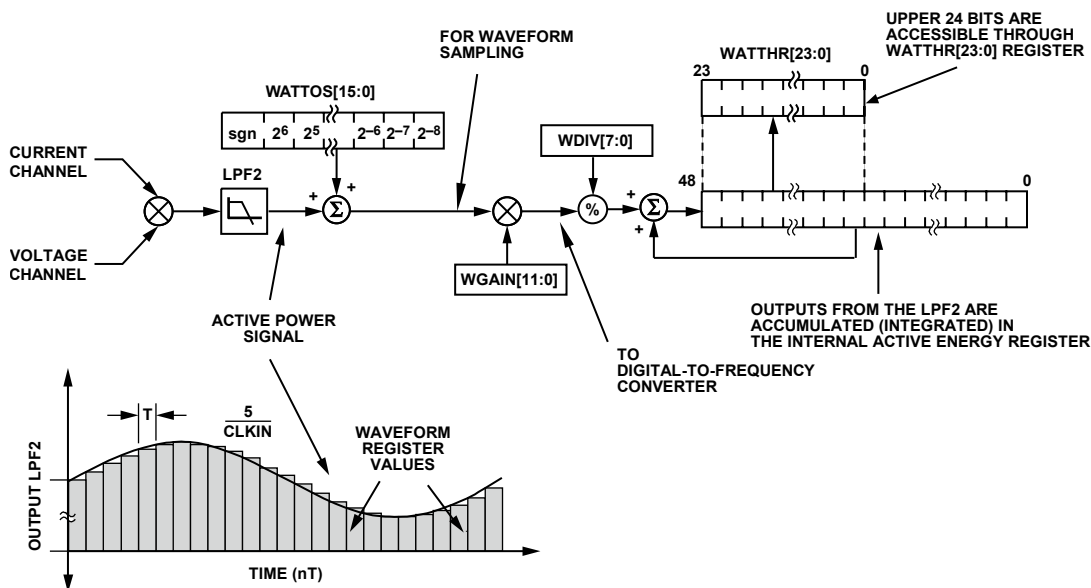 UPPER 24 BITS ARE
ACCESSIBLE THROUGH
WATTHR[23:0] REGISTER
FOR WAVEFORM
SAMPLING
WATTHR[23:0]
23
0
WATTOS[15:0]
sgn 2⁶ 2⁵ 2⁻⁶ 2⁻⁷ 2⁻⁸
WDIV[7:0]
CURRENT
CHANNEL
LPF2
+
+
Σ
%
+
+
Σ
48
0
VOLTAGE
CHANNEL
WGAIN[11:0]
ACTIVE POWER
SIGNAL
OUTPUTS FROM THE LPF2 ARE
ACCUMULATED (INTEGRATED) IN
THE INTERNAL ACTIVE ENERGY REGISTER
TO
DIGITAL-TO-FREQUENCY
CONVERTER
OUTPUT LPF2
T
5
CLKIN
WAVEFORM
REGISTER
VALUES
TIME (nT)